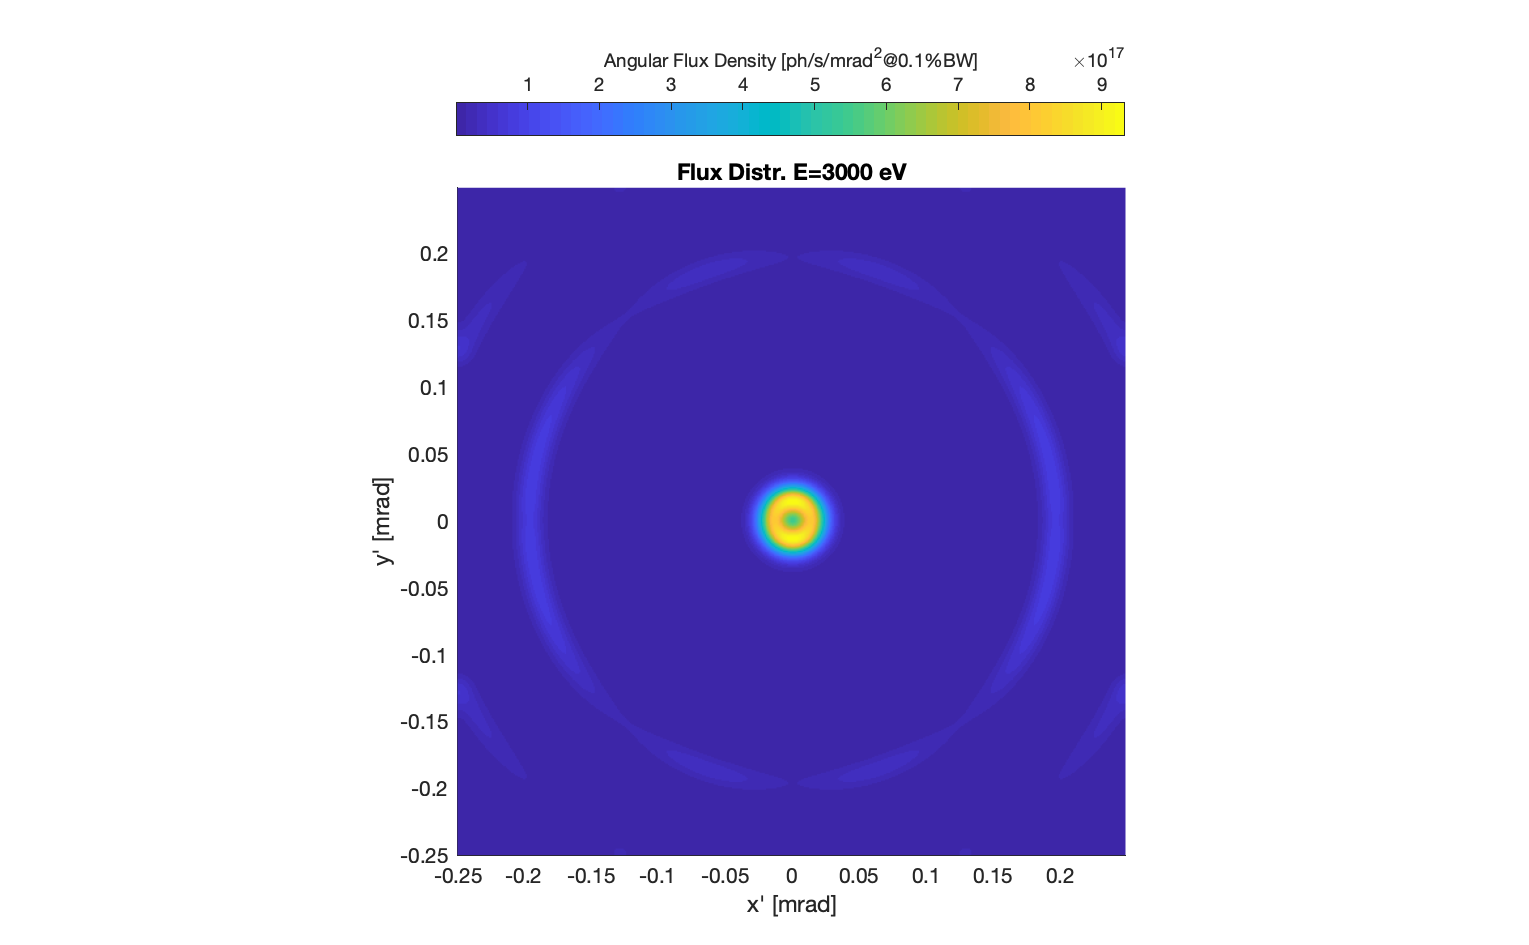 Angular Flux Density [ph/s/mrad²@0.1%BW] ×10¹⁷
1 2 3 4 5 6 7 8 9
Flux Distr. E=3000 eV
0.2
0.15
0.1
0.05
0
-0.05
-0.1
-0.15
-0.2
-0.25
y' [mrad]
-0.25 -0.2 -0.15 -0.1 -0.05 0 0.05 0.1 0.15 0.2
x' [mrad]